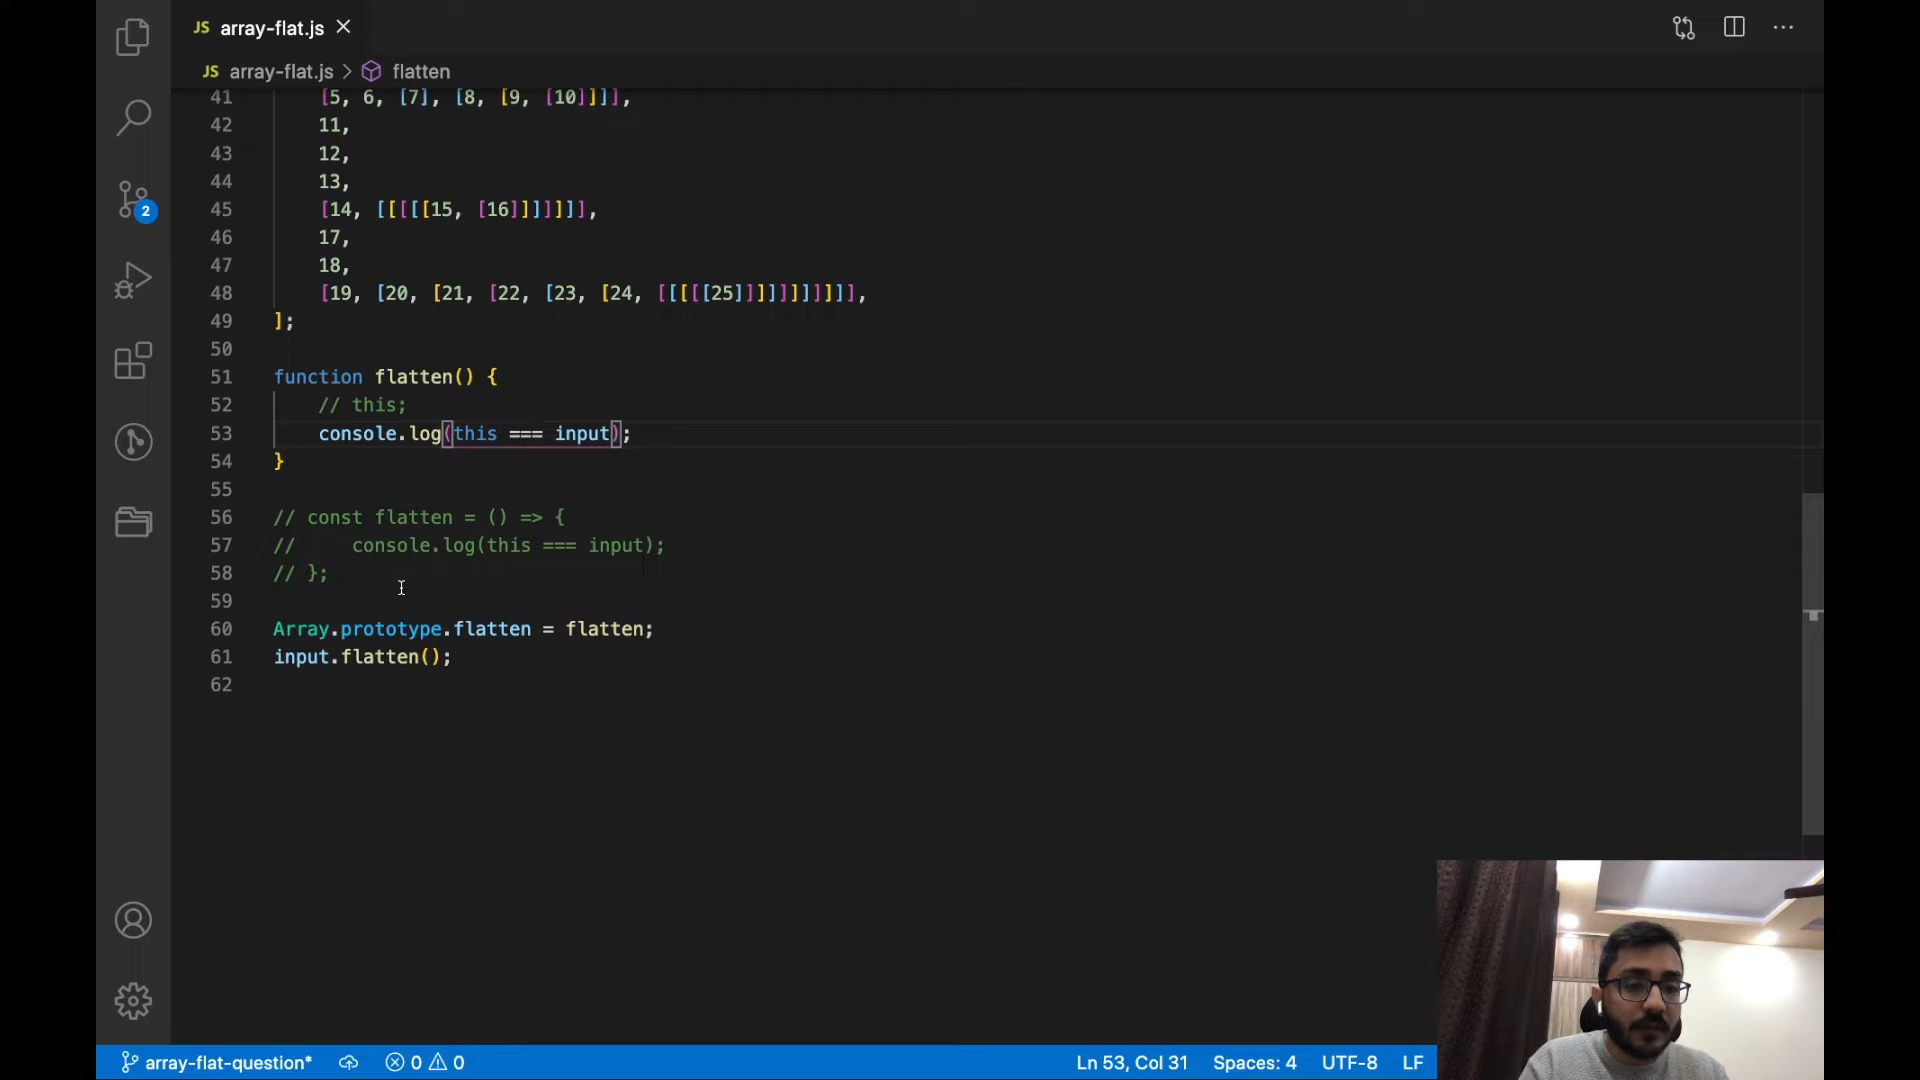 JS array-flat.js
JS array-flat.js > flatten
41 [5, 6, [7], [8, [9, [10]]]],
42 11,
43 12,
44 13,
45 [14, [[[[[15, [16]]]]]]],
46 17,
47 18,
48 [19, [20, [21, [22, [23, [24, [[[[[25]]]]]]]]]]],
49 ];
50
51 function flatten() {
52 // this;
53 console.log(this === input);
54 }
55
56 // const flatten = () => {
57 // console.log(this === input);
58 // };
59
60 Array.prototype.flatten = flatten;
61 input.flatten();
62
2
array-flat-question* 0 0 Ln 53, Col 31 Spaces: 4 UTF-8 LF